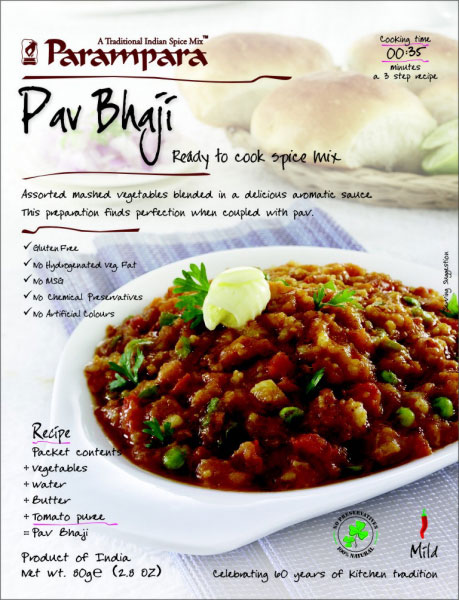 A Traditional Indian Spice Mix™
Parampara
Cooking time
00:35
minutes
a 3 step recipe
Pav Bhaji
Ready to cook spice mix
Assorted mashed vegetables blended in a delicious aromatic sauce
This preparation finds perfection when coupled with pav.
✓ Gluten Free
✓ No Hydrogenated Veg. Fat
✓ No MSG
✓ No Chemical Preservatives
✓ No Artificial Colours
Serving Suggestion
Recipe
Packet contents
+ Vegetables
+ Water
+ Butter
+ Tomato puree
= Pav Bhaji
NO PRESERVATIVES
100% NATURAL
Mild
Product of India
Net wt. 80g℮ (2.8 OZ)
Celebrating 60 years of kitchen tradition